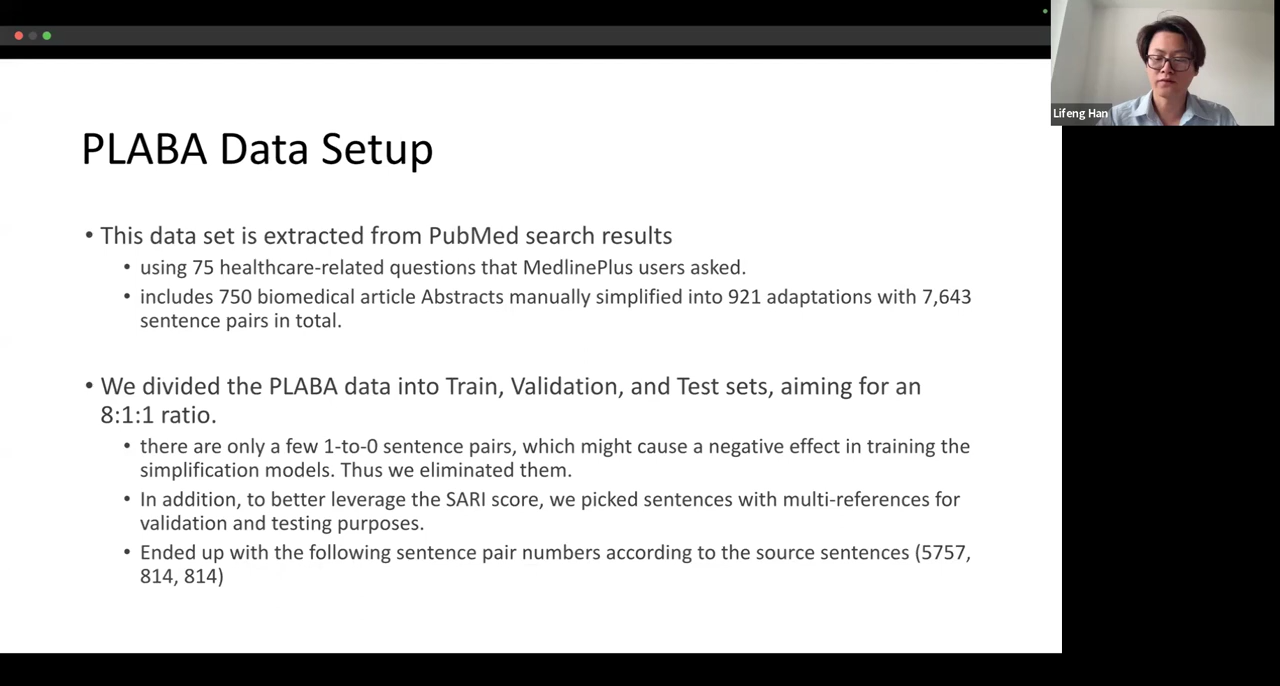 PLABA Data Setup
• This data set is extracted from PubMed search results
• using 75 healthcare-related questions that MedlinePlus users asked.
• includes 750 biomedical article Abstracts manually simplified into 921 adaptations with 7,643
sentence pairs in total.
• We divided the PLABA data into Train, Validation, and Test sets, aiming for an
8:1:1 ratio.
• there are only a few 1-to-0 sentence pairs, which might cause a negative effect in training the
simplification models. Thus we eliminated them.
• In addition, to better leverage the SARI score, we picked sentences with multi-references for
validation and testing purposes.
• Ended up with the following sentence pair numbers according to the source sentences (5757,
814, 814)
Lifeng Han